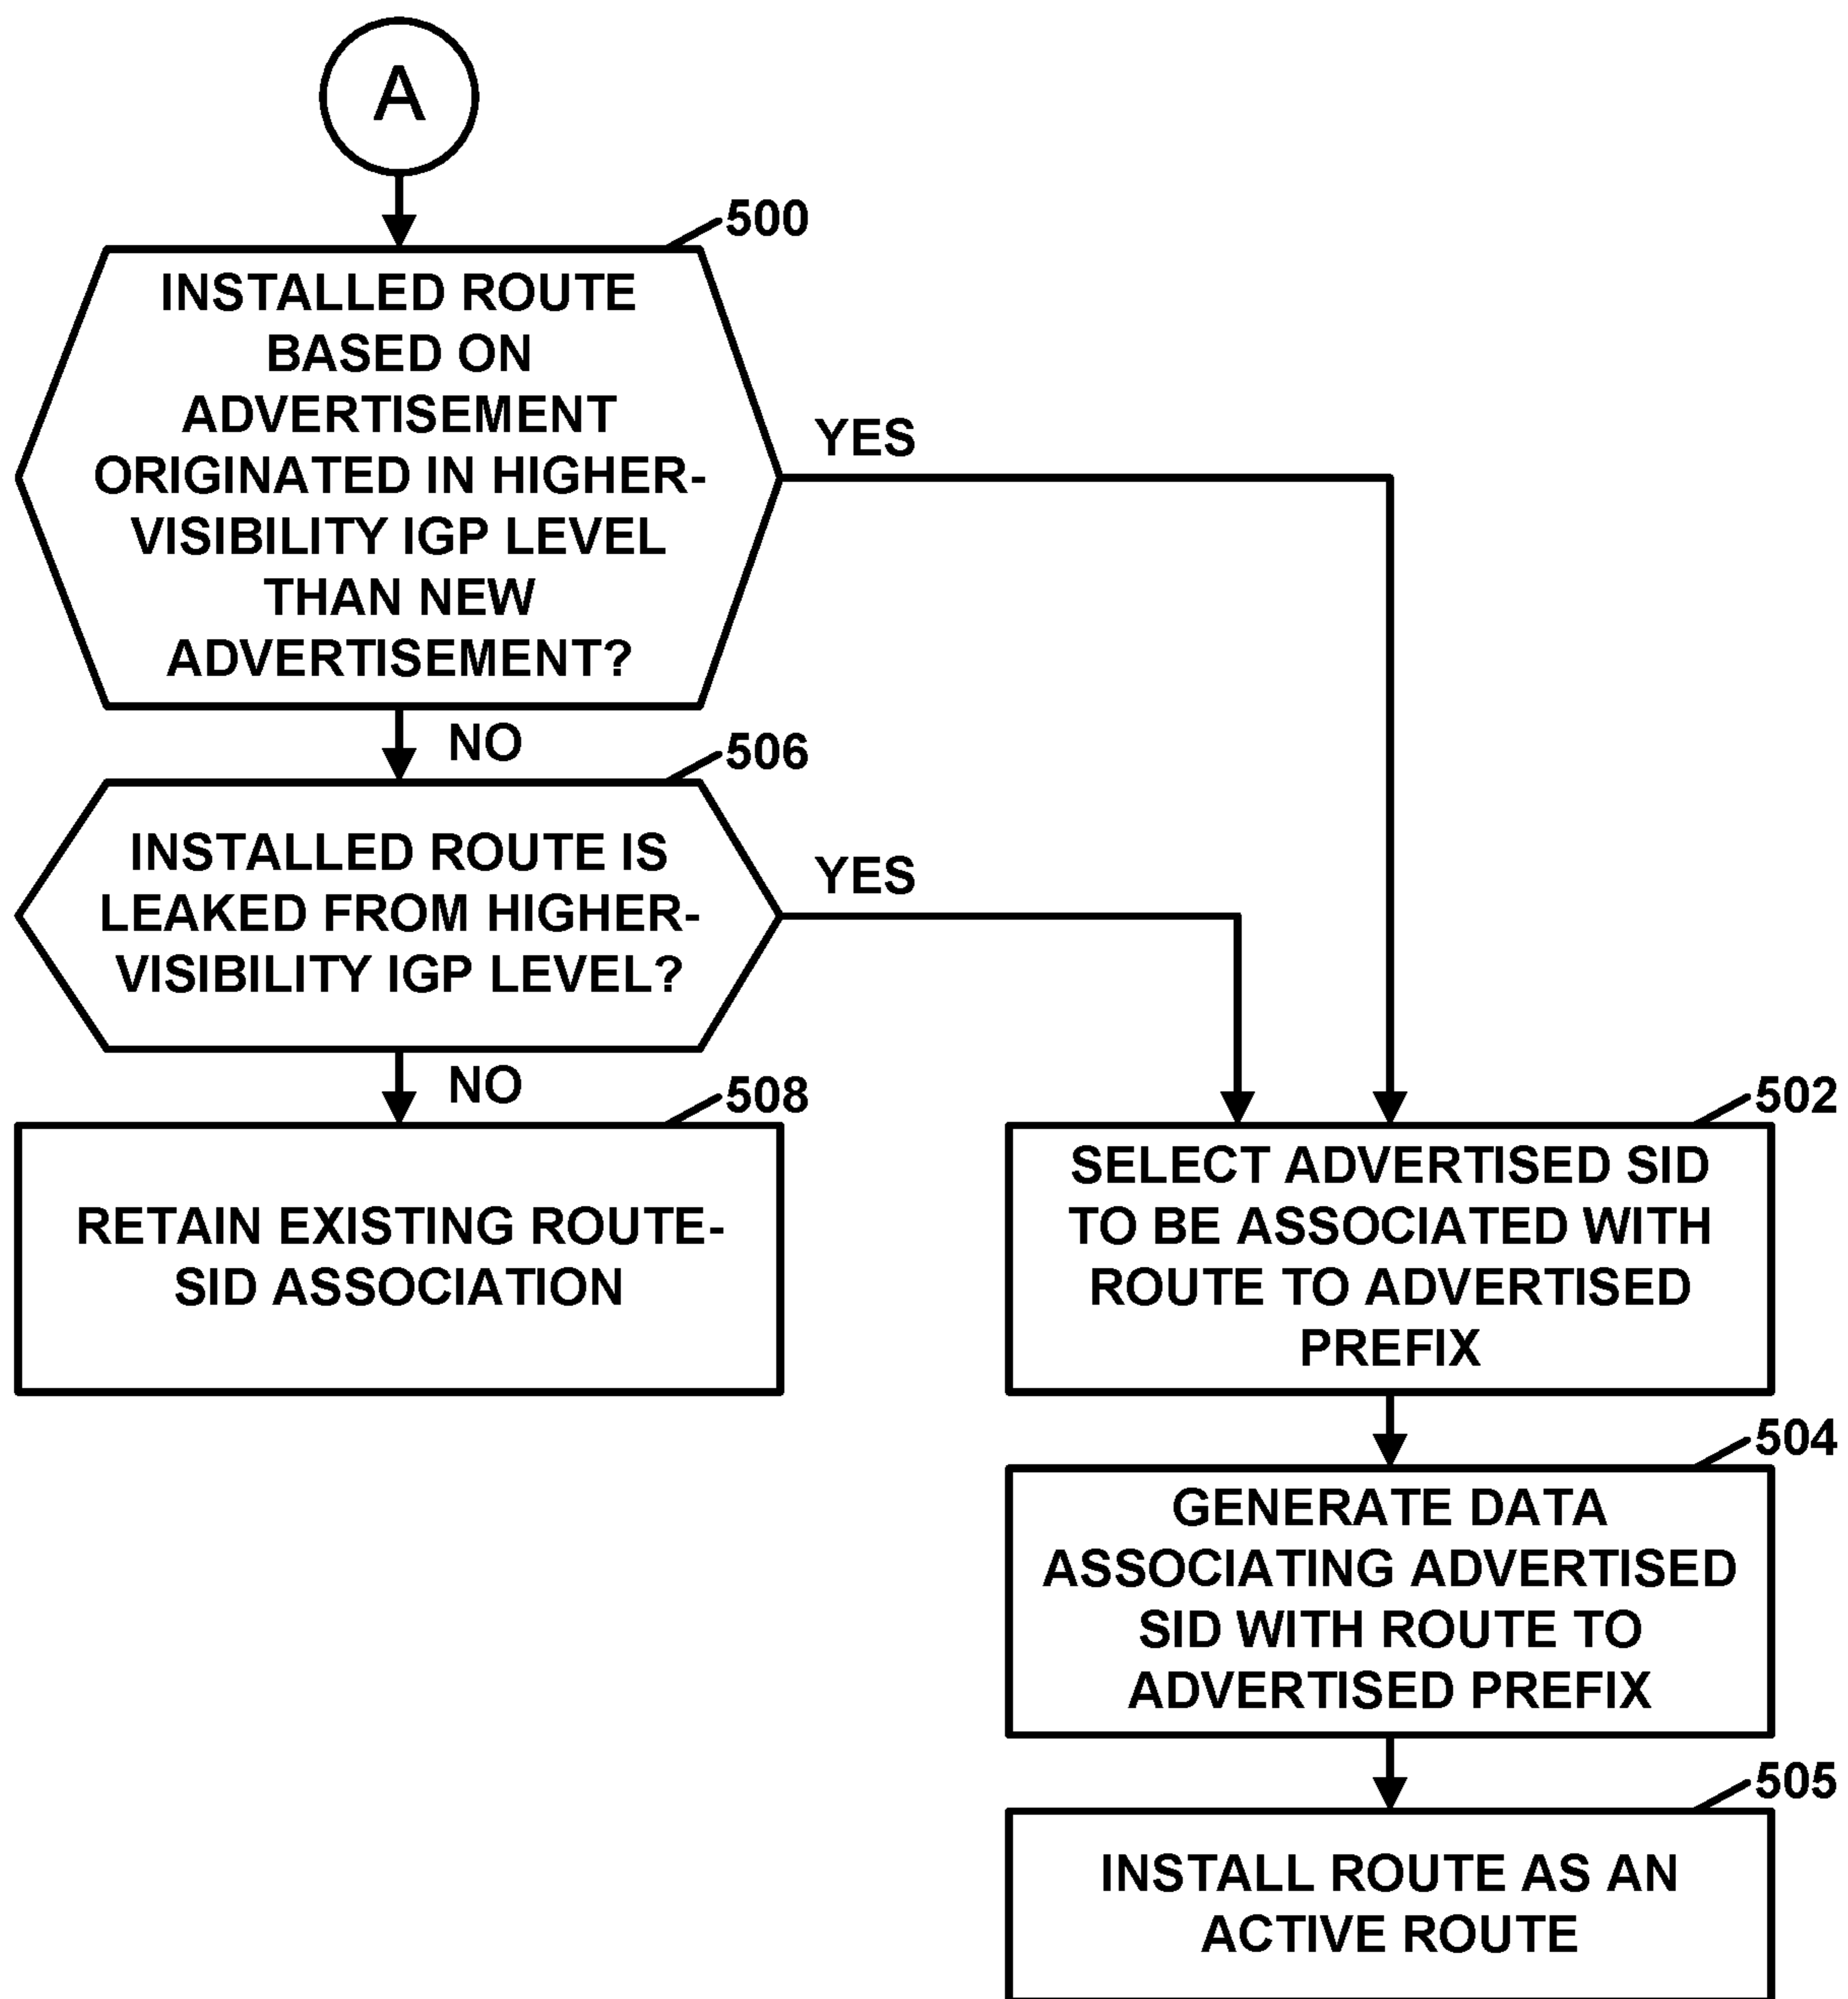 A
500
INSTALLED ROUTE
BASED ON
ADVERTISEMENT
ORIGINATED IN HIGHER-
VISIBILITY IGP LEVEL
THAN NEW
ADVERTISEMENT?
YES
NO
506
INSTALLED ROUTE IS
LEAKED FROM HIGHER-
VISIBILITY IGP LEVEL?
YES
NO
508
RETAIN EXISTING ROUTE-
SID ASSOCIATION
502
SELECT ADVERTISED SID
TO BE ASSOCIATED WITH
ROUTE TO ADVERTISED
PREFIX
504
GENERATE DATA
ASSOCIATING ADVERTISED
SID WITH ROUTE TO
ADVERTISED PREFIX
505
INSTALL ROUTE AS AN
ACTIVE ROUTE